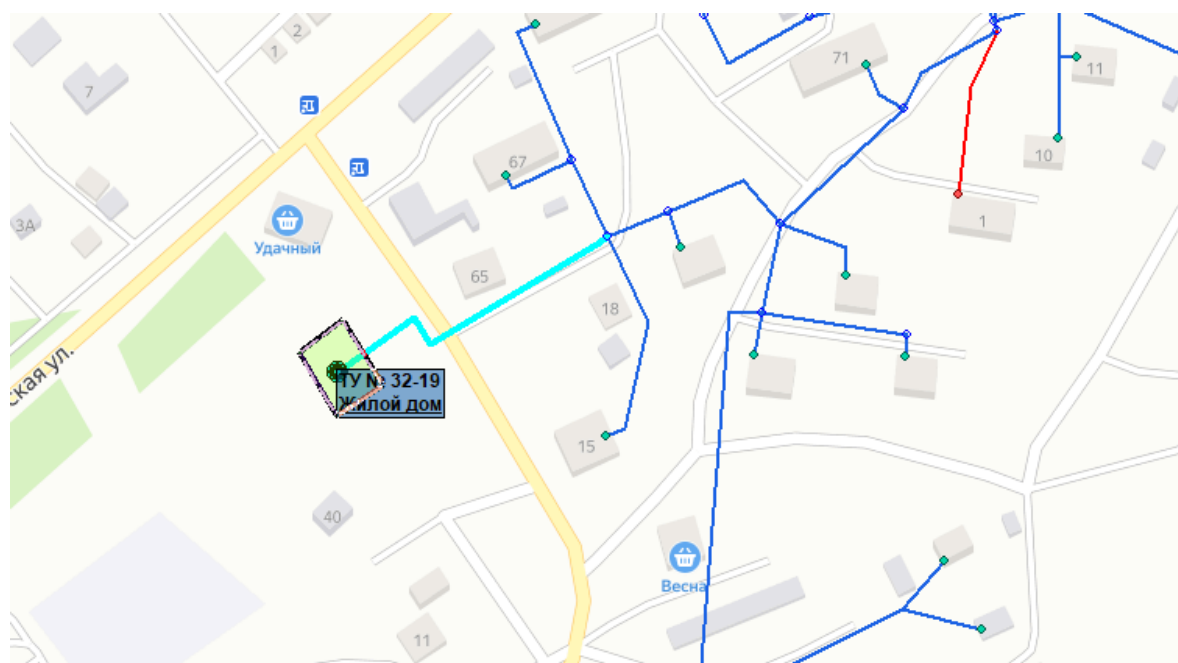 2
1
7
71
11
67
10
3А
Удачный
1
65
18
ская ул.
ТУ № 32-19
Жилой дом
15
40
Весна
11